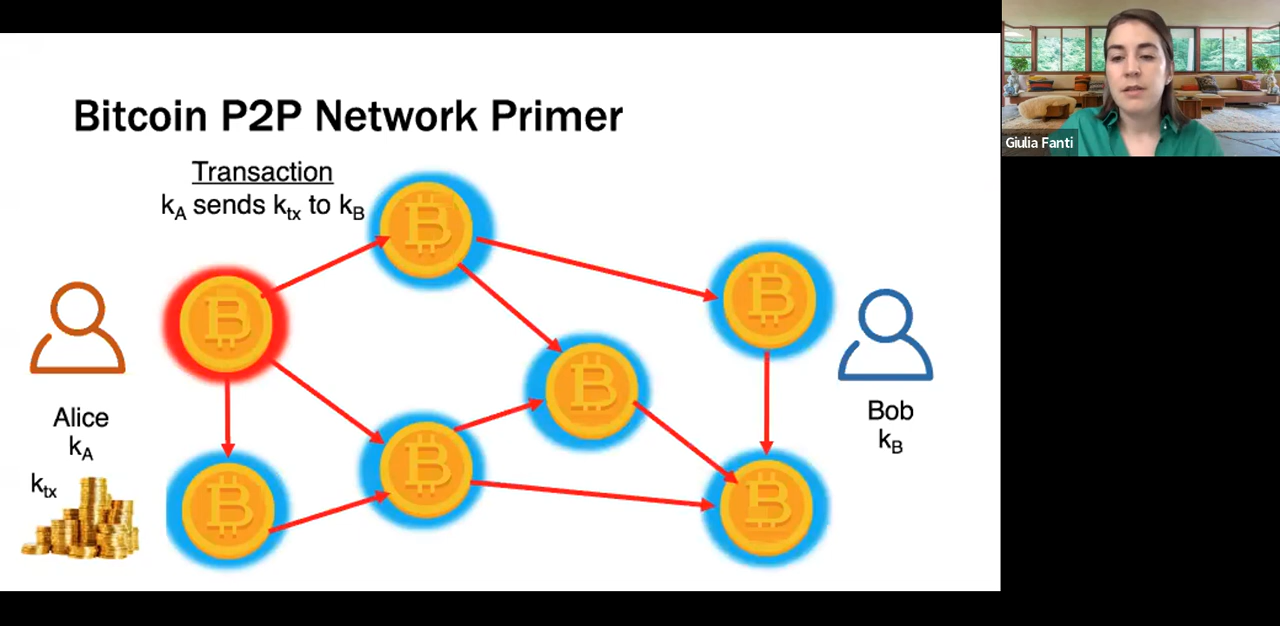 Bitcoin P2P Network Primer
Transaction
kA sends ktx to kB
Alice
kA
ktx
Bob
kB
Giulia Fanti